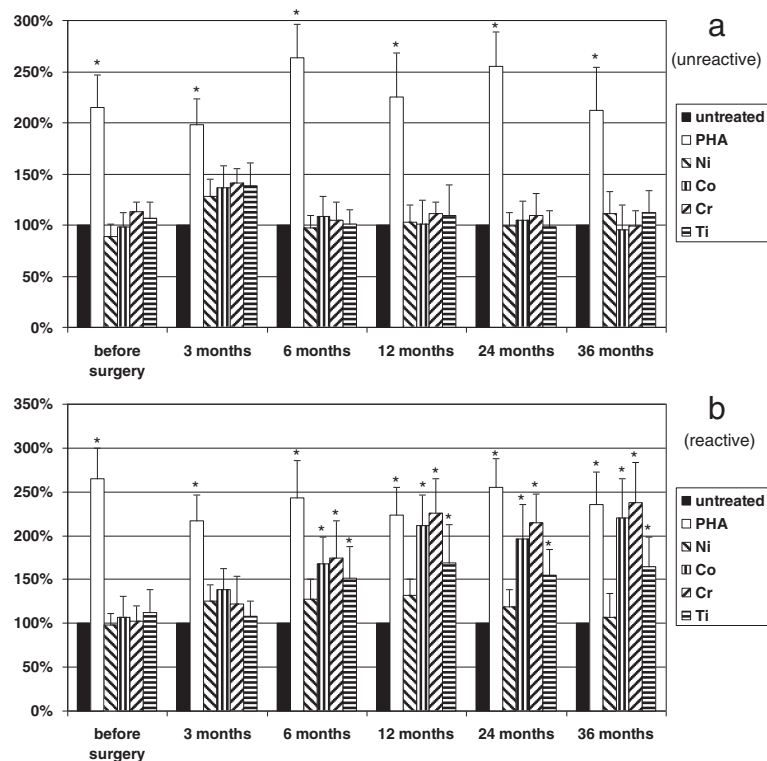 300%
250%
200%
150%
100%
50%
0%
* * * * * *
before surgery
3 months
6 months
12 months
24 months
36 months
a
(unreactive)
untreated
PHA
Ni
Co
Cr
Ti
350%
300%
250%
200%
150%
100%
50%
0%
* * * * * * * * * * * * * * * * * *
before surgery
3 months
6 months
12 months
24 months
36 months
b
(reactive)
untreated
PHA
Ni
Co
Cr
Ti